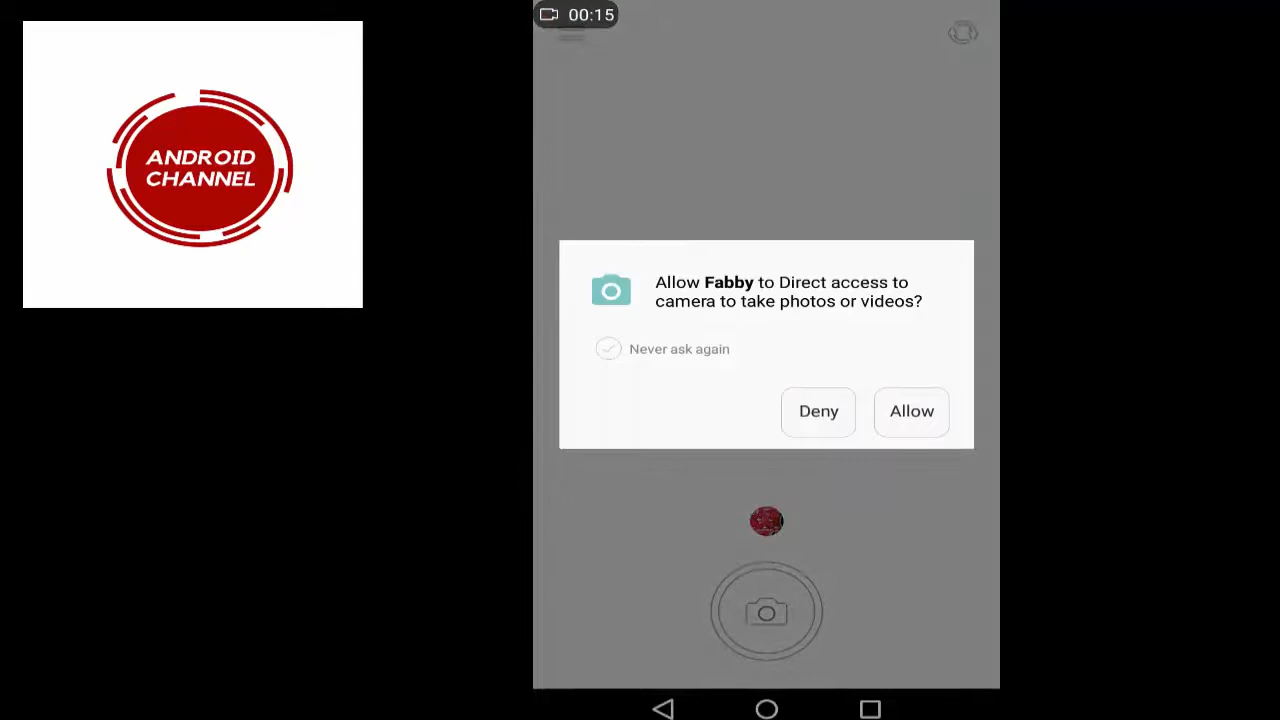 00:15
ANDROID
CHANNEL
Allow Fabby to Direct access to
camera to take photos or videos?
Never ask again
Deny
Allow